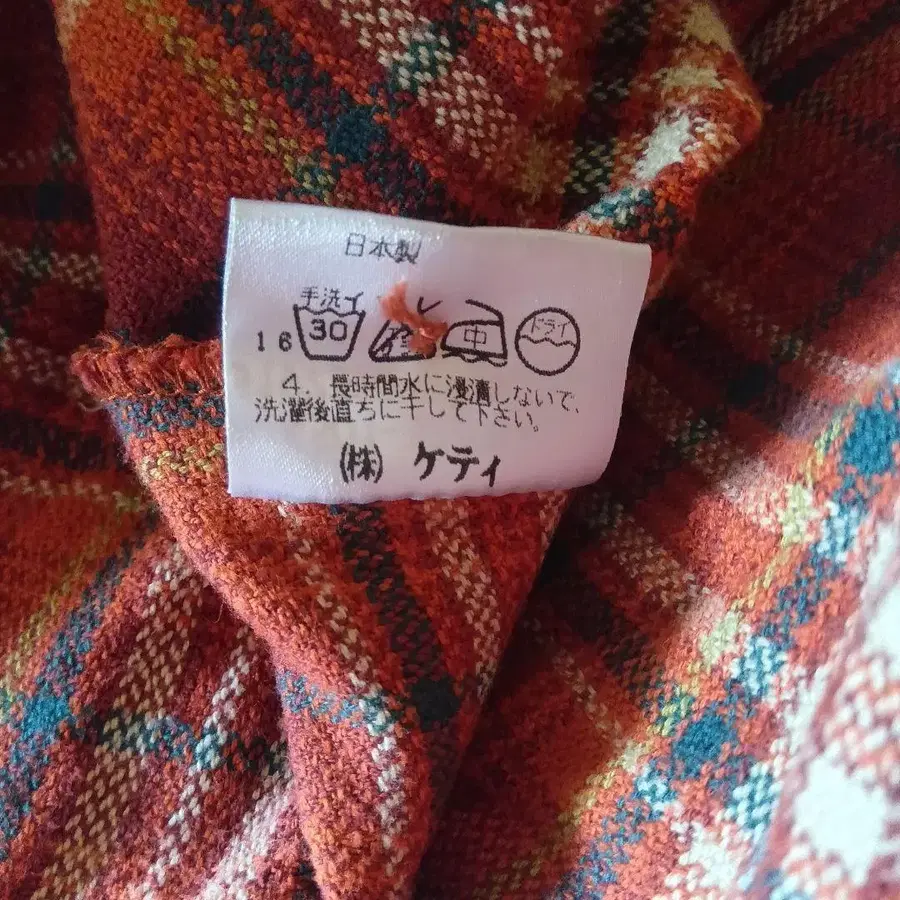 日本製
手洗イ
16 30 中 ドライ
4. 長時間水に浸漬しないで、
洗濯後直ちに干して下さい。
(株) ケティ